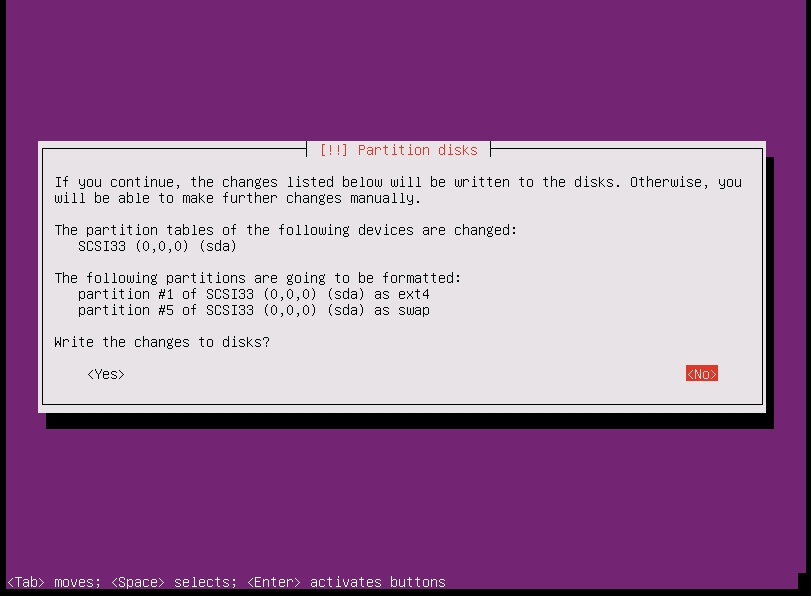 [!!] Partition disks
If you continue, the changes listed below will be written to the disks. Otherwise, you
will be able to make further changes manually.
The partition tables of the following devices are changed:
SCSI33 (0,0,0) (sda)
The following partitions are going to be formatted:
partition #1 of SCSI33 (0,0,0) (sda) as ext4
partition #5 of SCSI33 (0,0,0) (sda) as swap
Write the changes to disks?
<Yes> <No>
<Tab> moves; <Space> selects; <Enter> activates buttons